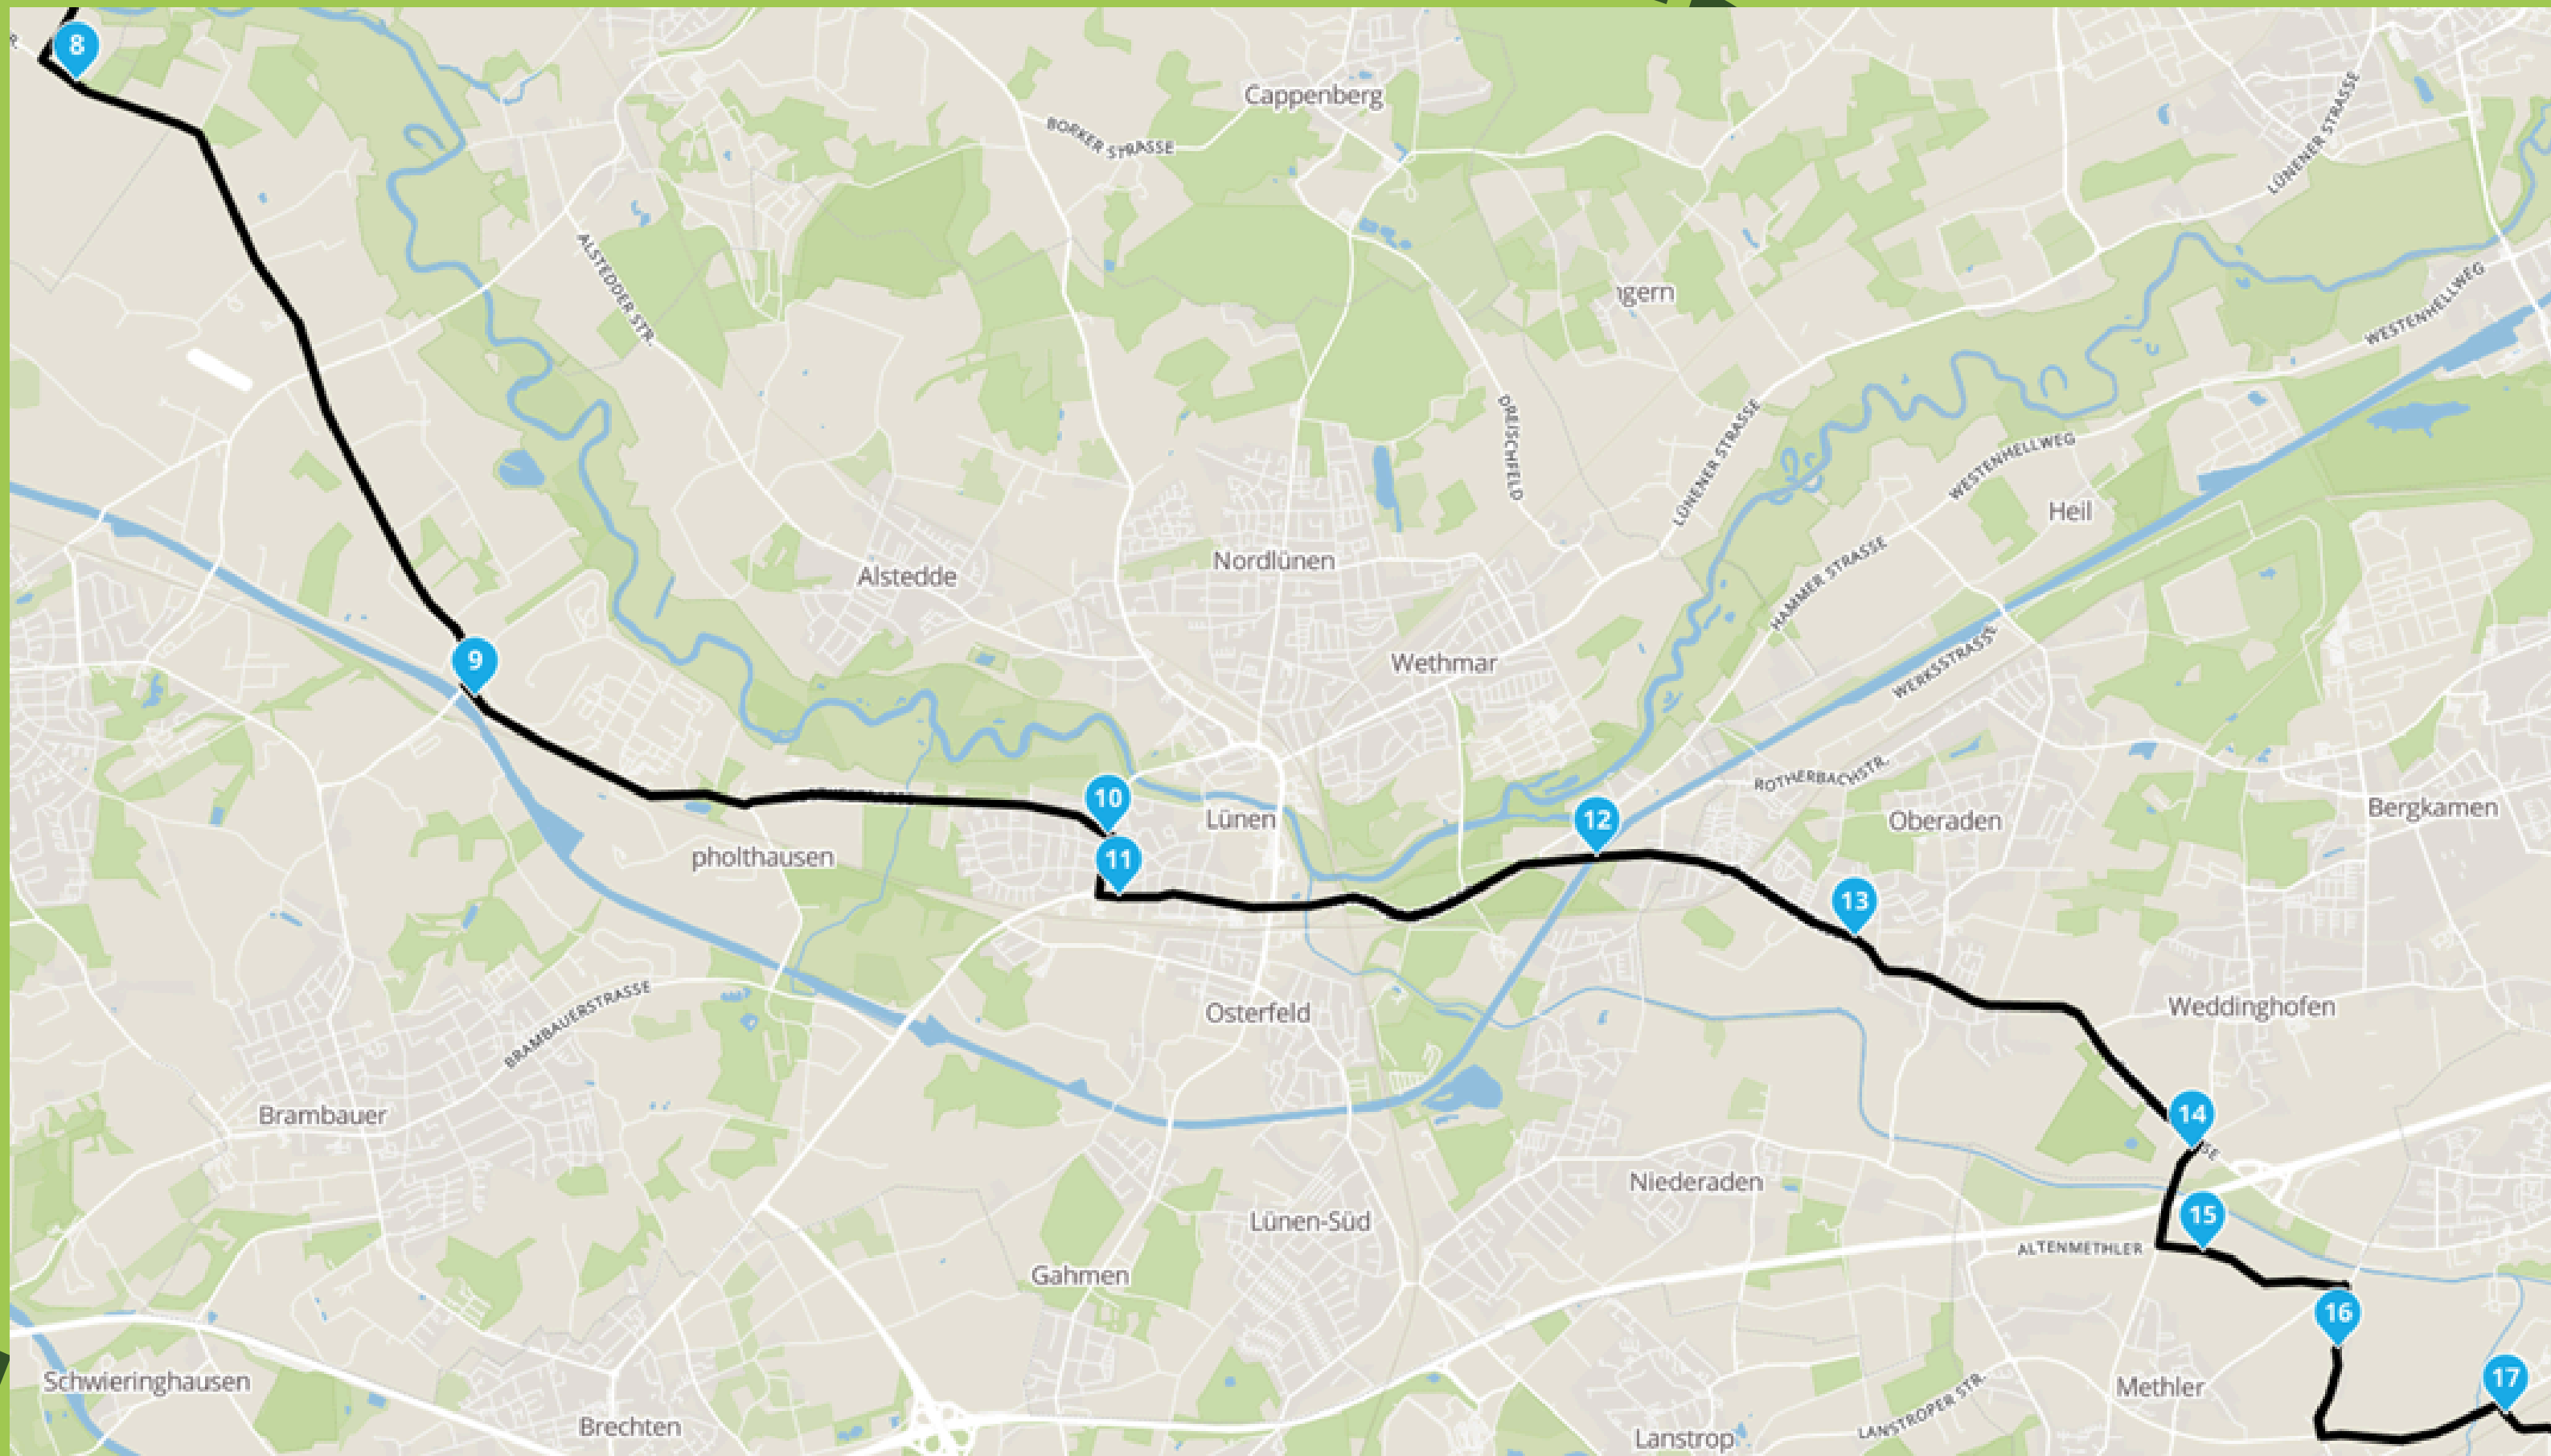 8
Cappenberg
BORKER STRASSE
LÜNENER STRASSE
ALSTEDDER STR.
ngern
WESTENHELLWEG
DREISCHFELD
LÜNENER STRASSE
WESTENHELLWEG
Heil
Nordlünen
Alstedde
HAMMER STRASSE
9
Wethmar
WERKSSTRASSE
ROTHERBACHSTR.
10
Lünen
12
Oberaden
Bergkamen
pholthausen
11
13
Weddinghofen
Osterfeld
BRAMBAUERSTRASSE
Brambauer
14
SE
Niederaden
Lünen-Süd
15
ALTENMETHLER
Gahmen
16
Schwieringhausen
17
Methler
Brechten
LANSTROPER STR.
Lanstrop